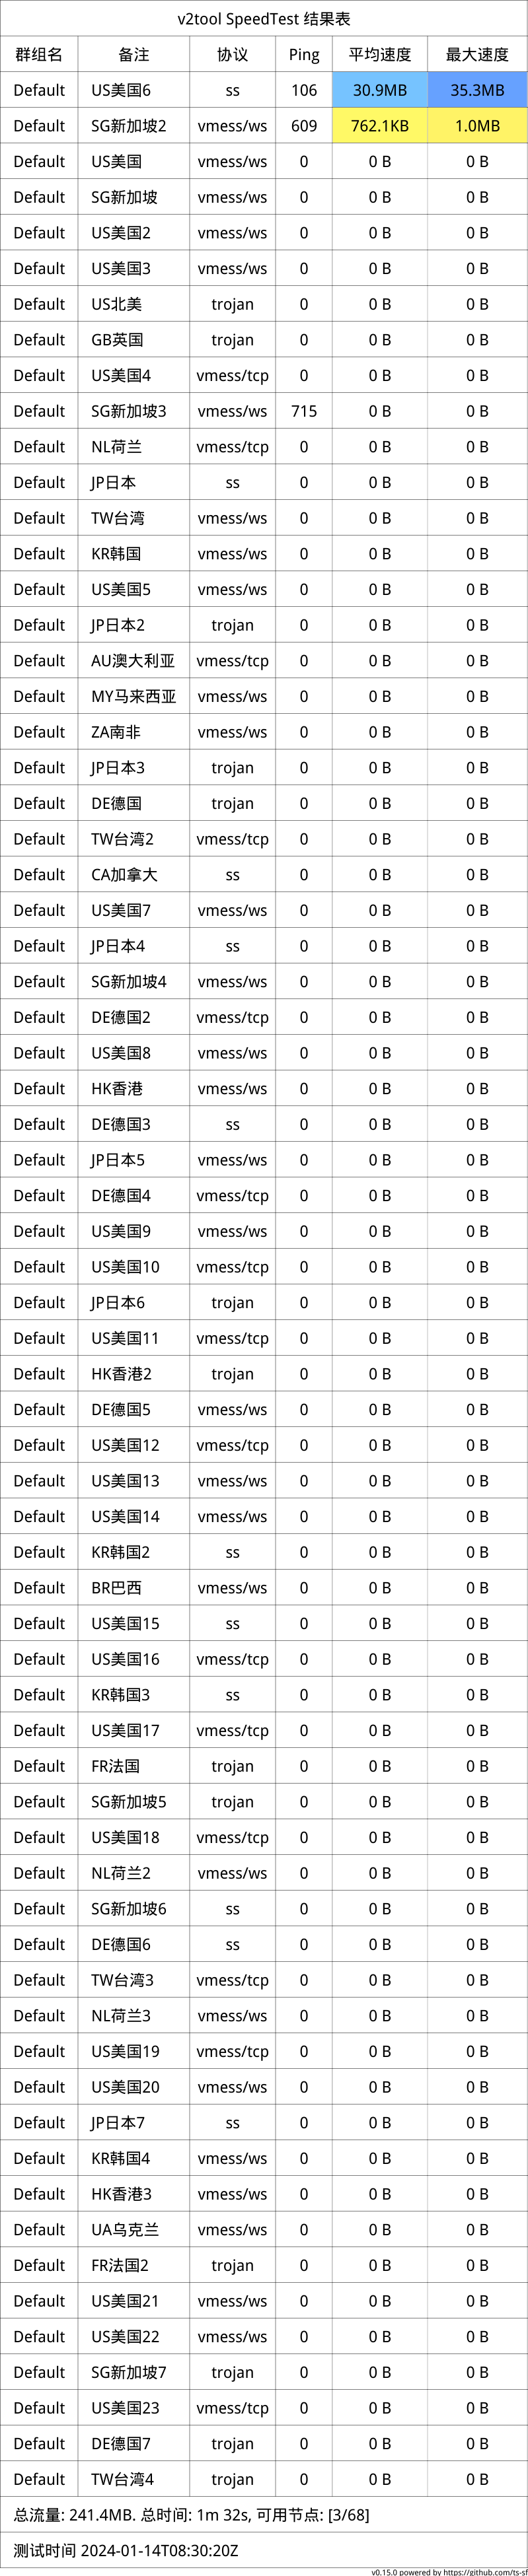 v2tool SpeedTest 结果表
群组名 备注 协议 Ping 平均速度 最大速度
Default US美国6 ss 106 30.9MB 35.3MB
Default SG新加坡2 vmess/ws 609 762.1KB 1.0MB
Default US美国 vmess/ws 0 0 B 0 B
Default SG新加坡 vmess/ws 0 0 B 0 B
Default US美国2 vmess/ws 0 0 B 0 B
Default US美国3 vmess/ws 0 0 B 0 B
Default US北美 trojan 0 0 B 0 B
Default GB英国 trojan 0 0 B 0 B
Default US美国4 vmess/tcp 0 0 B 0 B
Default SG新加坡3 vmess/ws 715 0 B 0 B
Default NL荷兰 vmess/tcp 0 0 B 0 B
Default JP日本 ss 0 0 B 0 B
Default TW台湾 vmess/ws 0 0 B 0 B
Default KR韩国 vmess/ws 0 0 B 0 B
Default US美国5 vmess/ws 0 0 B 0 B
Default JP日本2 trojan 0 0 B 0 B
Default AU澳大利亚 vmess/tcp 0 0 B 0 B
Default MY马来西亚 vmess/ws 0 0 B 0 B
Default ZA南非 vmess/ws 0 0 B 0 B
Default JP日本3 trojan 0 0 B 0 B
Default DE德国 trojan 0 0 B 0 B
Default TW台湾2 vmess/tcp 0 0 B 0 B
Default CA加拿大 ss 0 0 B 0 B
Default US美国7 vmess/ws 0 0 B 0 B
Default JP日本4 ss 0 0 B 0 B
Default SG新加坡4 vmess/ws 0 0 B 0 B
Default DE德国2 vmess/tcp 0 0 B 0 B
Default US美国8 vmess/ws 0 0 B 0 B
Default HK香港 vmess/ws 0 0 B 0 B
Default DE德国3 ss 0 0 B 0 B
Default JP日本5 vmess/ws 0 0 B 0 B
Default DE德国4 vmess/tcp 0 0 B 0 B
Default US美国9 vmess/ws 0 0 B 0 B
Default US美国10 vmess/tcp 0 0 B 0 B
Default JP日本6 trojan 0 0 B 0 B
Default US美国11 vmess/tcp 0 0 B 0 B
Default HK香港2 trojan 0 0 B 0 B
Default DE德国5 vmess/ws 0 0 B 0 B
Default US美国12 vmess/tcp 0 0 B 0 B
Default US美国13 vmess/ws 0 0 B 0 B
Default US美国14 vmess/ws 0 0 B 0 B
Default KR韩国2 ss 0 0 B 0 B
Default BR巴西 vmess/ws 0 0 B 0 B
Default US美国15 ss 0 0 B 0 B
Default US美国16 vmess/tcp 0 0 B 0 B
Default KR韩国3 ss 0 0 B 0 B
Default US美国17 vmess/tcp 0 0 B 0 B
Default FR法国 trojan 0 0 B 0 B
Default SG新加坡5 trojan 0 0 B 0 B
Default US美国18 vmess/tcp 0 0 B 0 B
Default NL荷兰2 vmess/ws 0 0 B 0 B
Default SG新加坡6 ss 0 0 B 0 B
Default DE德国6 ss 0 0 B 0 B
Default TW台湾3 vmess/tcp 0 0 B 0 B
Default NL荷兰3 vmess/ws 0 0 B 0 B
Default US美国19 vmess/tcp 0 0 B 0 B
Default US美国20 vmess/ws 0 0 B 0 B
Default JP日本7 ss 0 0 B 0 B
Default KR韩国4 vmess/ws 0 0 B 0 B
Default HK香港3 vmess/ws 0 0 B 0 B
Default UA乌克兰 vmess/ws 0 0 B 0 B
Default FR法国2 trojan 0 0 B 0 B
Default US美国21 vmess/ws 0 0 B 0 B
Default US美国22 vmess/ws 0 0 B 0 B
Default SG新加坡7 trojan 0 0 B 0 B
Default US美国23 vmess/tcp 0 0 B 0 B
Default DE德国7 trojan 0 0 B 0 B
Default TW台湾4 trojan 0 0 B 0 B
总流量: 241.4MB. 总时间: 1m 32s, 可用节点: [3/68]
测试时间 2024-01-14T08:30:20Z
v0.15.0 powered by https://github.com/ts-sf